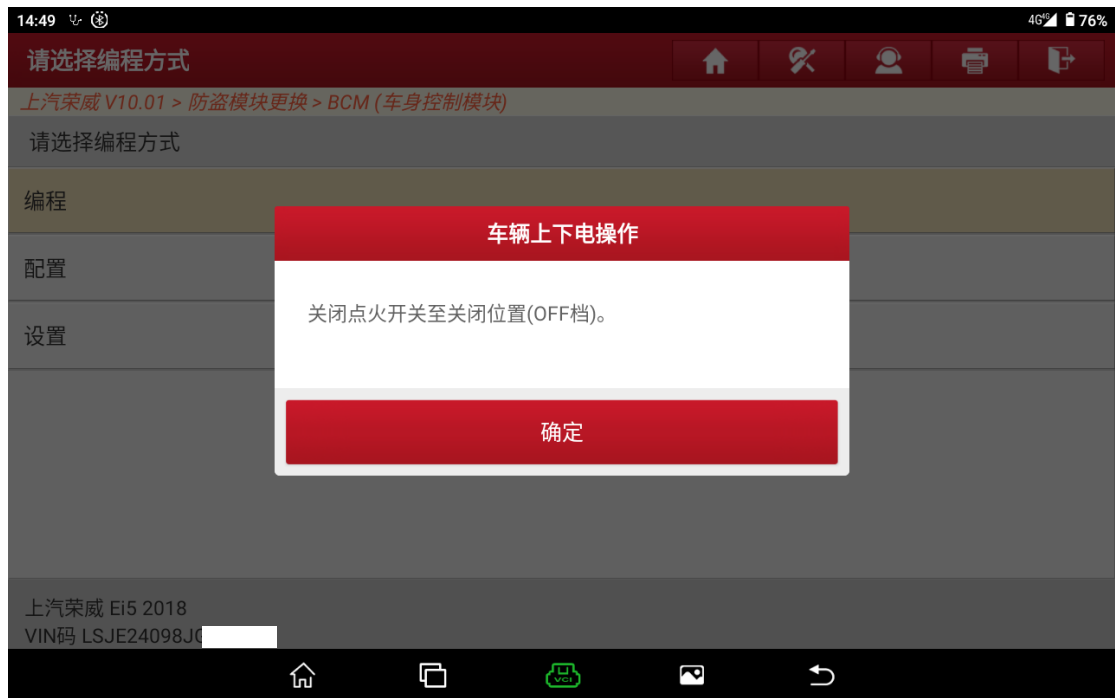 14:49 4G 4G 76%
请选择编程方式
上汽荣威 V10.01 > 防盗模块更换 > BCM (车身控制模块)
请选择编程方式
编程
车辆上下电操作
配置
关闭点火开关至关闭位置(OFF档)。
设置
确定
上汽荣威 Ei5 2018
VIN码 LSJE24098J
VCI